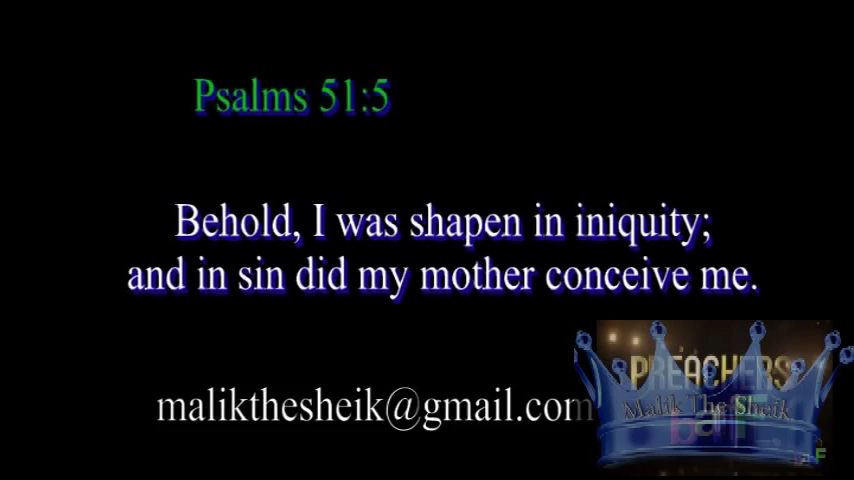 Psalms 51:5
Behold, I was shapen in iniquity;
and in sin did my mother conceive me.
malikthesheik@gmail.com
PREACHERS
Malik The Sheik